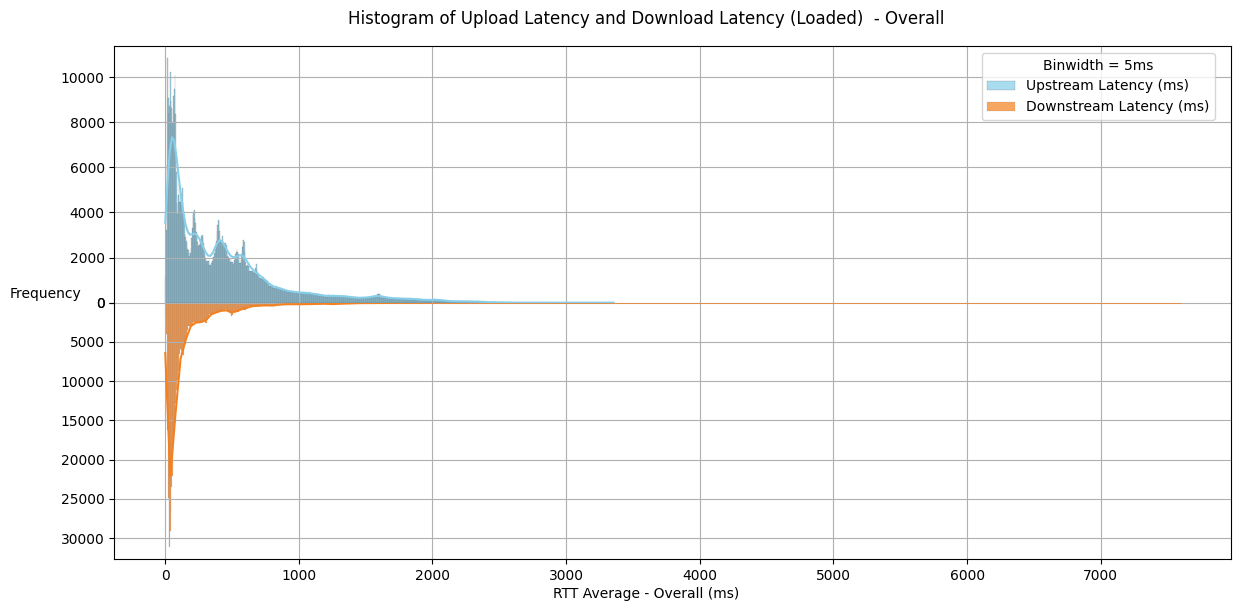 Histogram of Upload Latency and Download Latency (Loaded)  - Overall
Binwidth = 5ms
Upstream Latency (ms)
Downstream Latency (ms)
10000
8000
6000
4000
2000
Frequency
0
0
5000
10000
15000
20000
25000
30000
0 1000 2000 3000 4000 5000 6000 7000
RTT Average - Overall (ms)